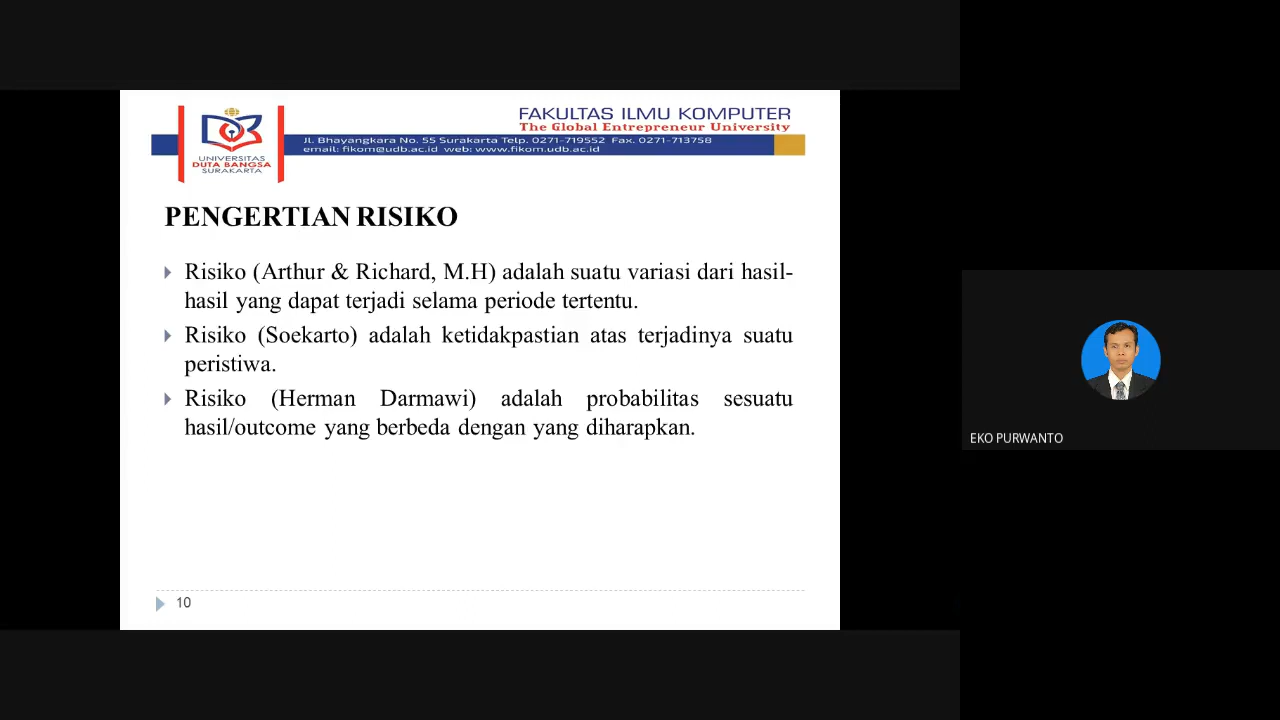 FAKULTAS ILMU KOMPUTER
The Global Entrepreneur University
Jl. Bhayangkara No. 55 Surakarta Telp. 0271-719552 Fax. 0271-713758
email: fikom@udb.ac.id web: www.fikom.udb.ac.id
UNIVERSITAS
DUTA BANGSA
SURAKARTA
PENGERTIAN RISIKO
Risiko (Arthur & Richard, M.H) adalah suatu variasi dari hasil-
hasil yang dapat terjadi selama periode tertentu.
Risiko (Soekarto) adalah ketidakpastian atas terjadinya suatu
peristiwa.
Risiko (Herman Darmawi) adalah probabilitas sesuatu
hasil/outcome yang berbeda dengan yang diharapkan.
10
EKO PURWANTO